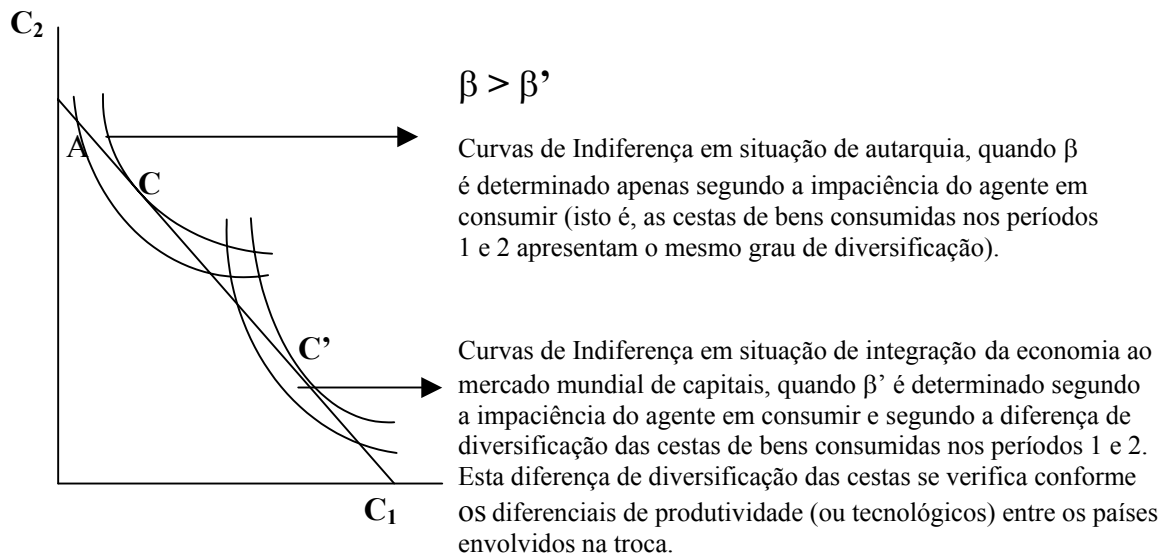 C₂
β > β’
Curvas de Indiferença em situação de autarquia, quando β
é determinado apenas segundo a impaciência do agente em
consumir (isto é, as cestas de bens consumidas nos períodos
1 e 2 apresentam o mesmo grau de diversificação).
A
C
C’
Curvas de Indiferença em situação de integração da economia ao
mercado mundial de capitais, quando β’ é determinado segundo
a impaciência do agente em consumir e segundo a diferença de
diversificação das cestas de bens consumidas nos períodos 1 e 2.
Esta diferença de diversificação das cestas se verifica conforme
os diferenciais de produtividade (ou tecnológicos) entre os países
envolvidos na troca.
C₁